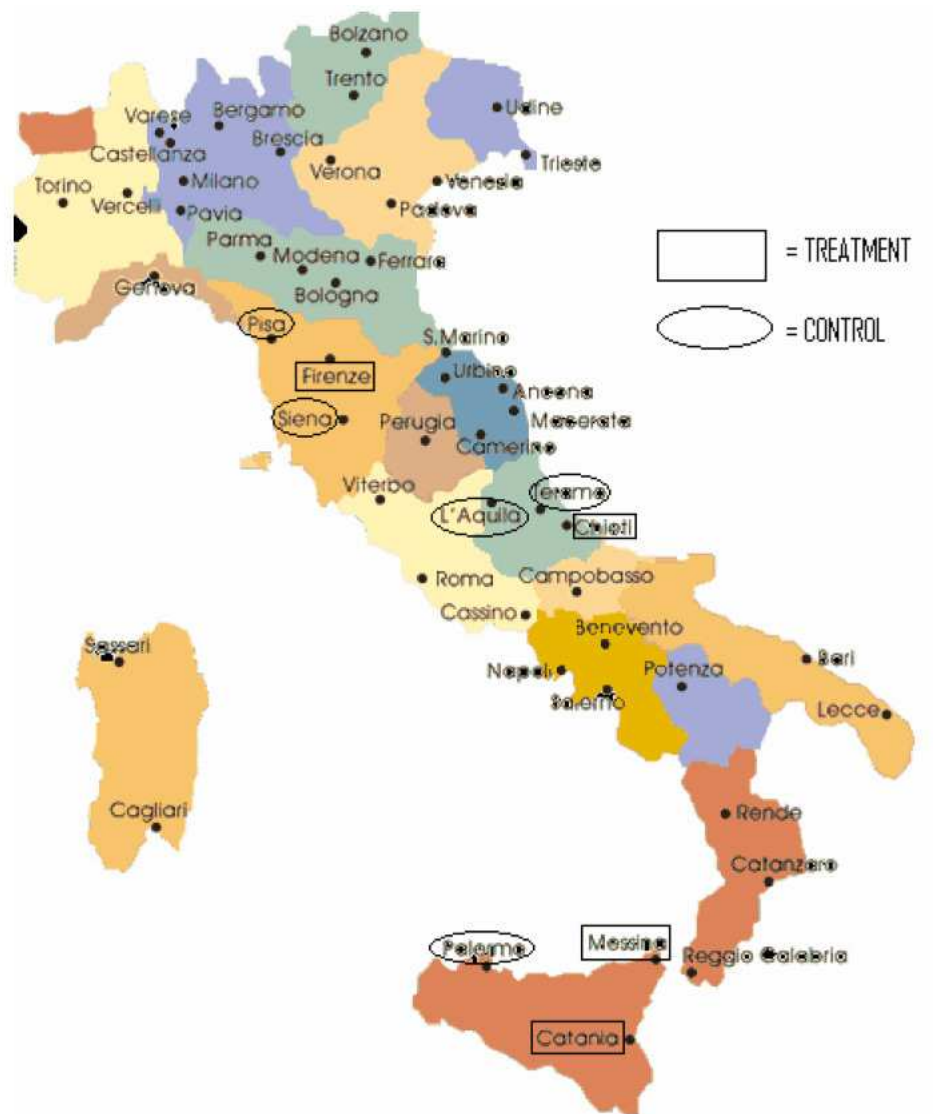 Bolzano
Trento
Udine
Bergamo
Varese
Brescia
Castellanza
Verona
Trieste
Torino
Milano
Venezia
Vercelli
Pavia
Padova
Parma
Modena
Ferrara
Genova
Bologna
= TREATMENT
= CONTROL
Pisa
S.Marino
Firenze
Urbino
Ancona
Siena
Perugia
Macerata
Camerino
Viterbo
Teramo
L'Aquila
Chieti
Roma
Campobasso
Cassino
Benevento
Sassari
Napoli
Potenza
Bari
Salerno
Lecce
Cagliari
Rende
Catanzaro
Palermo
Messina
Reggio Calabria
Catania